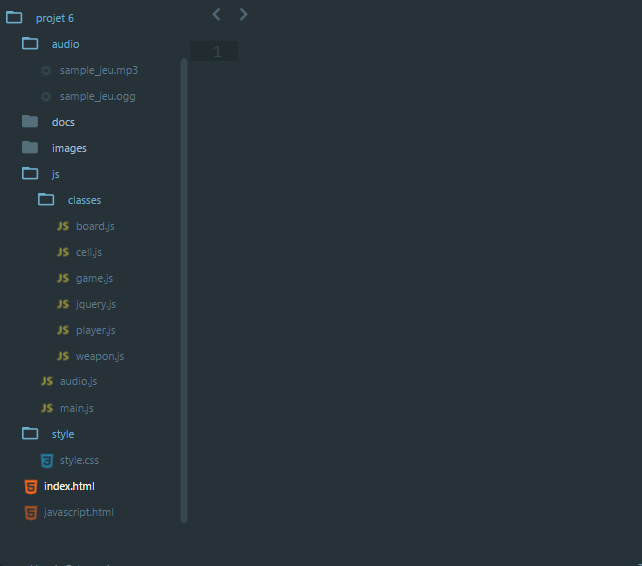 projet 6
audio
1
sample_jeu.mp3
sample_jeu.ogg
docs
images
js
classes
JS board.js
JS cell.js
JS game.js
JS jquery.js
JS player.js
JS weapon.js
JS audio.js
JS main.js
style
style.css
index.html
javascript.html